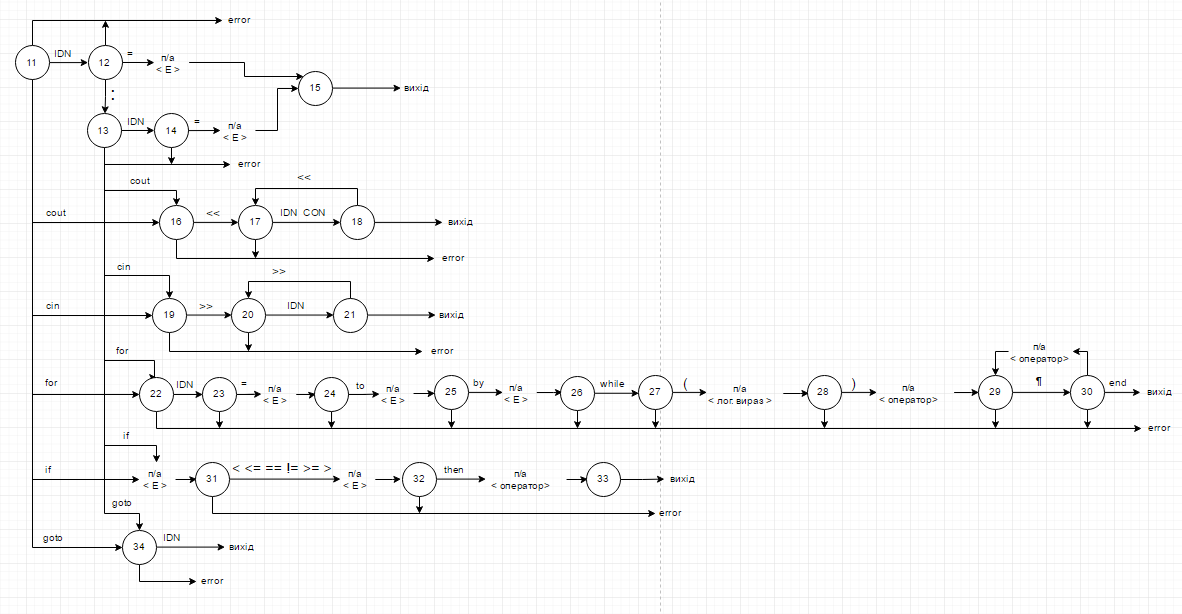 error
11
IDN
12
=
п/а
< E >
15
вихід
:
13
IDN
14
=
п/а
< E >
error
cout
<<
cout
16
<<
17
IDN CON
18
вихід
error
cin
>>
cin
19
>>
20
IDN
21
вихід
error
for
for
22
IDN
23
=
п/а
< E >
24
to
п/а
< E >
25
by
п/а
< E >
26
while
27
(
п/а
< лог. вираз >
28
)
п/а
< оператор>
29
¶
п/а
< оператор>
30
end
вихід
error
if
if
п/а
< E >
31
< <= == != >= >
п/а
< E >
32
then
п/а
< оператор>
33
вихід
error
goto
goto
34
IDN
вихід
error